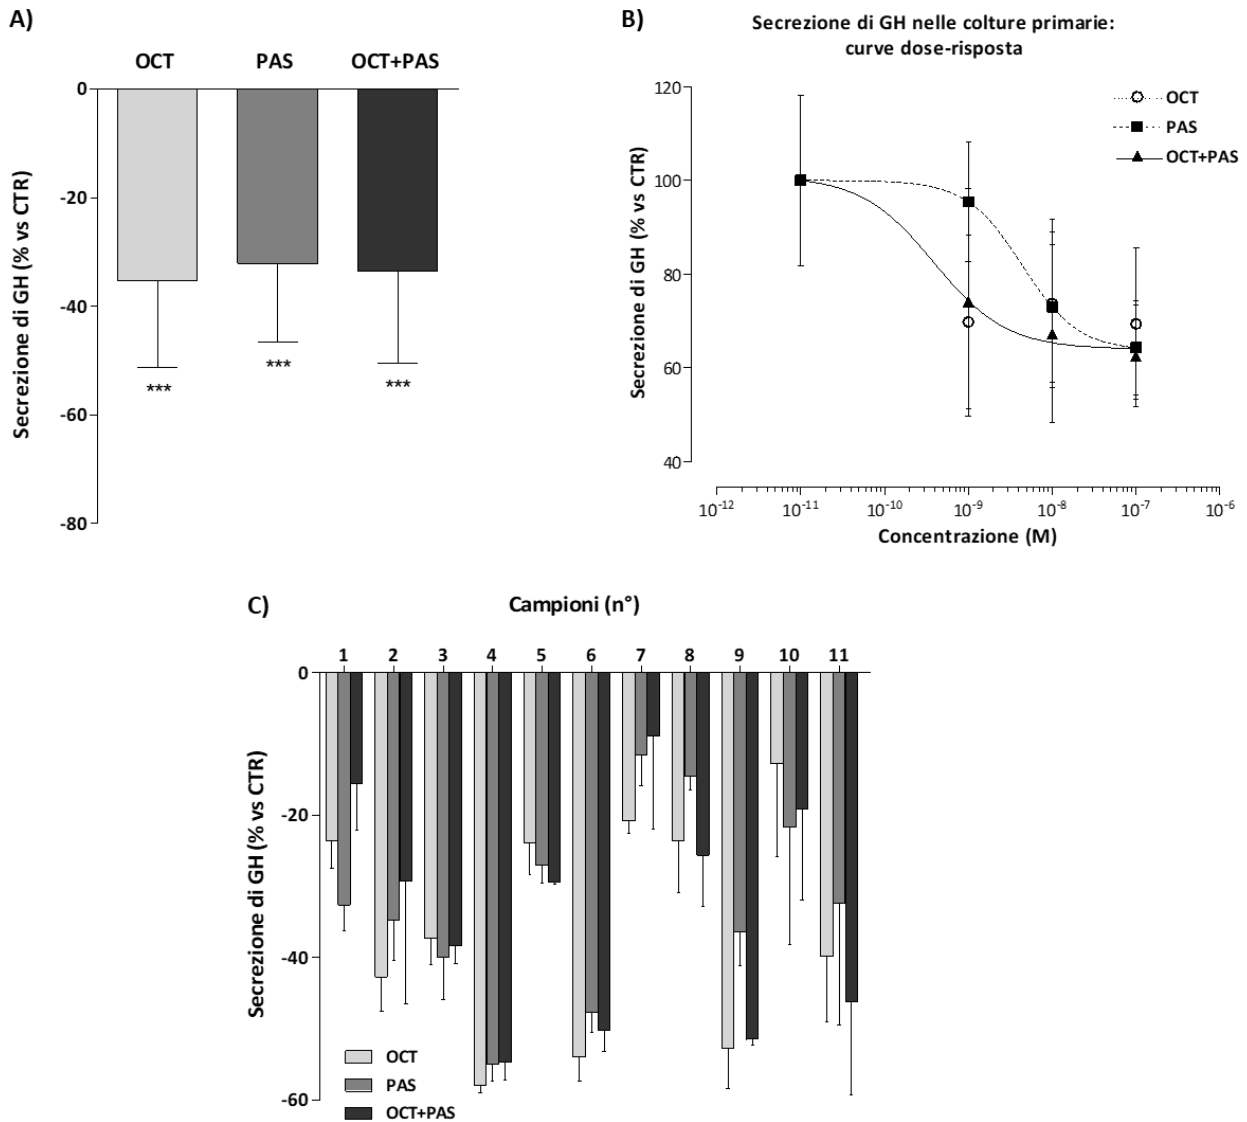 A)
OCT PAS OCT+PAS
0
-20
-40
-60
-80
Secrezione di GH (% vs CTR)
*** *** ***
B)
Secrezione di GH nelle colture primarie:
curve dose-risposta
OCT
PAS
OCT+PAS
120
100
80
60
40
Secrezione di GH (% vs CTR)
10⁻¹² 10⁻¹¹ 10⁻¹⁰ 10⁻⁹ 10⁻⁸ 10⁻⁷ 10⁻⁶
Concentrazione (M)
C)
Campioni (n°)
1 2 3 4 5 6 7 8 9 10 11
0
-20
-40
-60
Secrezione di GH (% vs CTR)
OCT
PAS
OCT+PAS